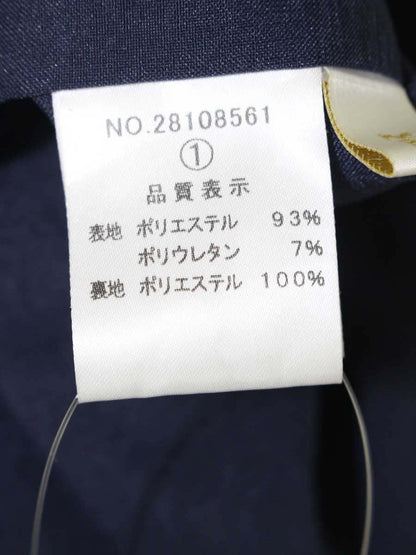 NO.28108561
①
品質表示
表地 ポリエステル 93%
ポリウレタン 7%
裏地 ポリエステル 100%